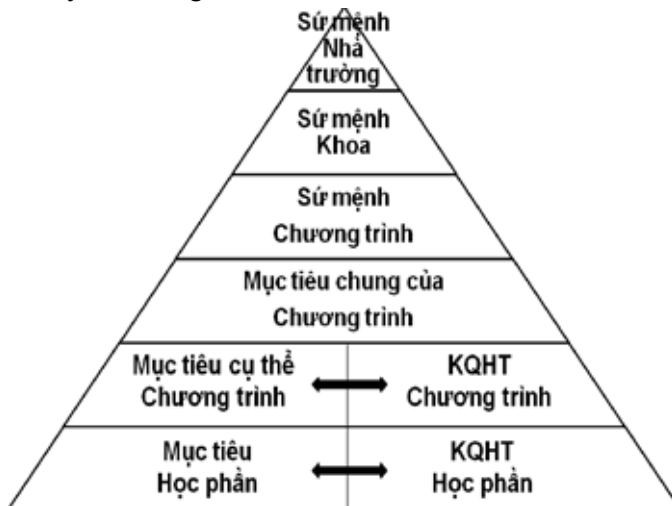 Sứ mệnh
Nhà
trường
Sứ mệnh
Khoa
Sứ mệnh
Chương trình
Mục tiêu chung của
Chương trình
Mục tiêu cụ thể
Chương trình
KQHT
Chương trình
Mục tiêu
Học phần
KQHT
Học phần